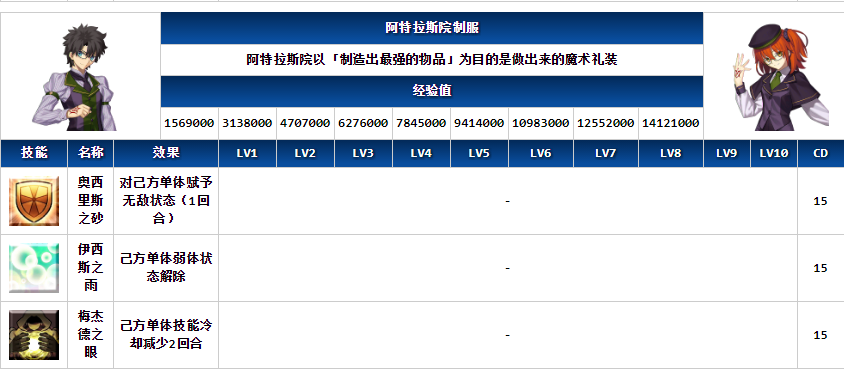 阿特拉斯院制服
阿特拉斯院以「制造出最强的物品」为目的是做出来的魔术礼装
经验值
1569000 3138000 4707000 6276000 7845000 9414000 10983000 12552000 14121000
技能 名称 效果 LV1 LV2 LV3 LV4 LV5 LV6 LV7 LV8 LV9 LV10 CD
奥西
里斯
之砂
对己方单体赋予
无敌状态（1回
合）
-
15
伊西
斯之
雨
己方单体弱体状
态解除
-
15
梅杰
德之
眼
己方单体技能冷
却减少2回合
-
15